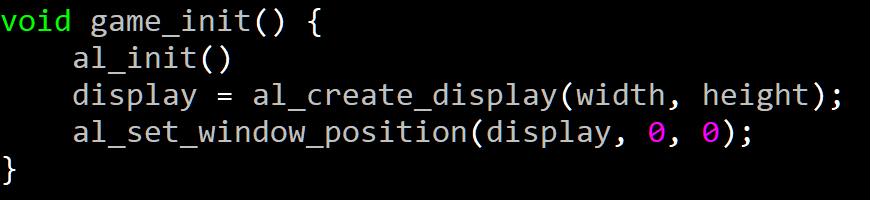 void game_init() {
    al_init()
    display = al_create_display(width, height);
    al_set_window_position(display, 0, 0);
}